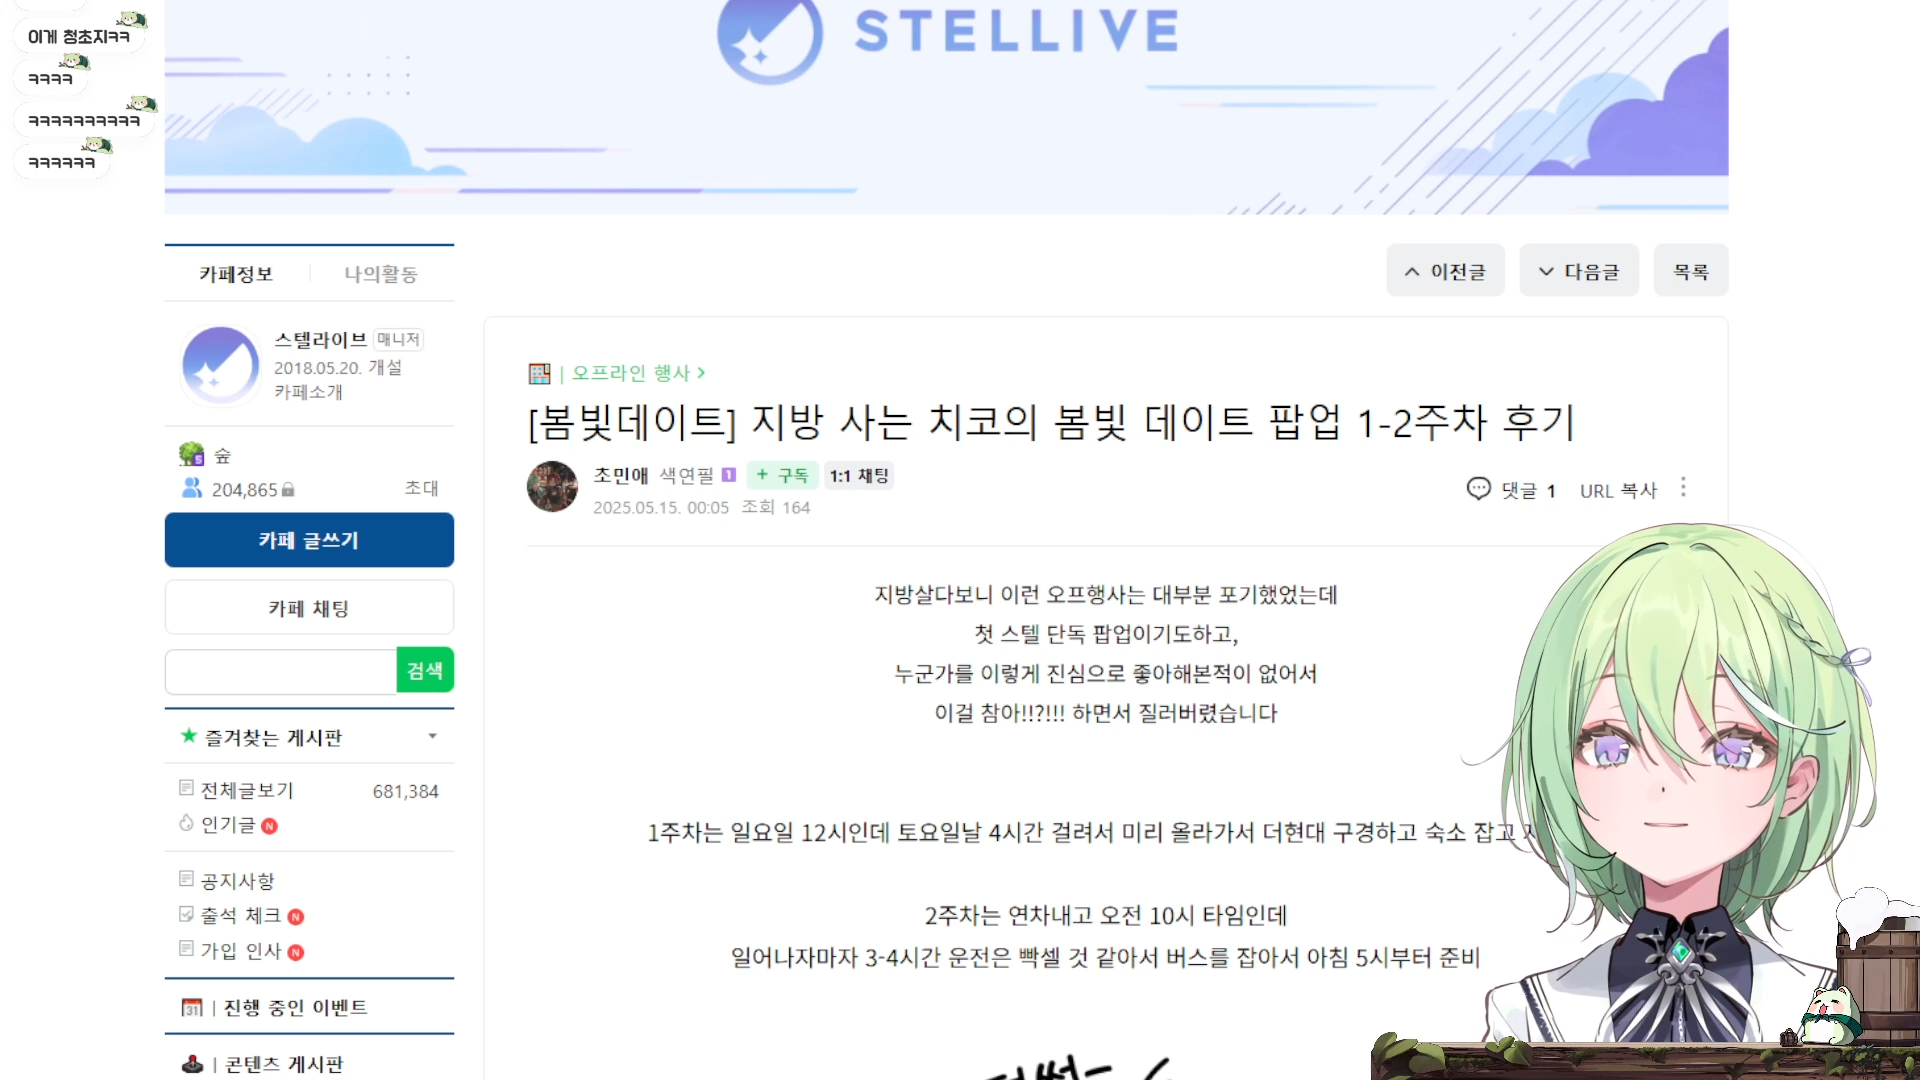 이게 청초지ㅋㅋ
ㅋㅋㅋㅋ
ㅋㅋㅋㅋㅋㅋㅋㅋㅋㅋ
ㅋㅋㅋㅋㅋㅋ
STELLIVE
카페정보
나의활동
스텔라이브 매니저
2018.05.20. 개설
카페소개
5 숲
204,865
초대
카페 글쓰기
카페 채팅
검색
즐겨찾는 게시판
전체글보기 681,384
인기글 N
공지사항
출석 체크 N
가입 인사 N
31 | 진행 중인 이벤트
| 콘텐츠 게시판
이전글
다음글
목록
| 오프라인 행사 >
[봄빛데이트] 지방 사는 치코의 봄빛 데이트 팝업 1-2주차 후기
초민애 색연필 1 + 구독 1:1 채팅
2025.05.15. 00:05 조회 164
댓글 1 URL 복사
지방살다보니 이런 오프행사는 대부분 포기했었는데
첫 스텔 단독 팝업이기도하고,
누군가를 이렇게 진심으로 좋아해본적이 없어서
이걸 참아!!?!!! 하면서 질러버렸습니다
1주차는 일요일 12시인데 토요일날 4시간 걸려서 미리 올라가서 더현대 구경하고 숙소 잡고
2주차는 연차내고 오전 10시 타임인데
일어나자마자 3-4시간 운전은 빡셀 것 같아서 버스를 잡아서 아침 5시부터 준비